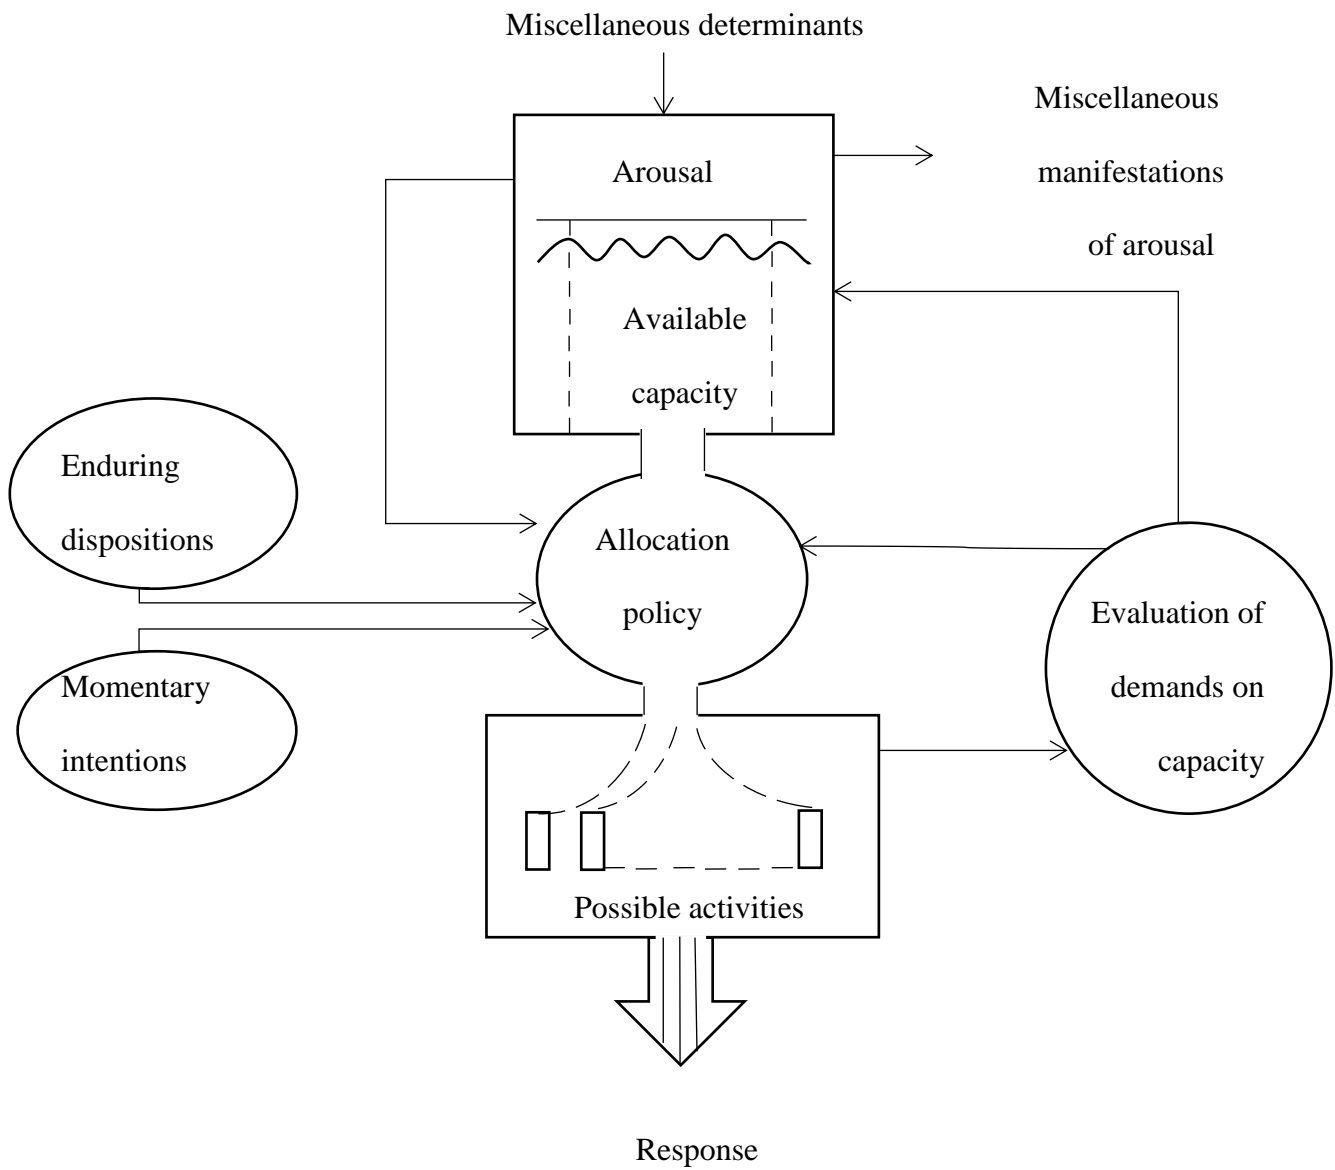 Miscellaneous determinants
Miscellaneous
manifestations
of arousal
Arousal
Available
capacity
Enduring
dispositions
Allocation
policy
Momentary
intentions
Evaluation of
demands on
capacity
Possible activities
Response